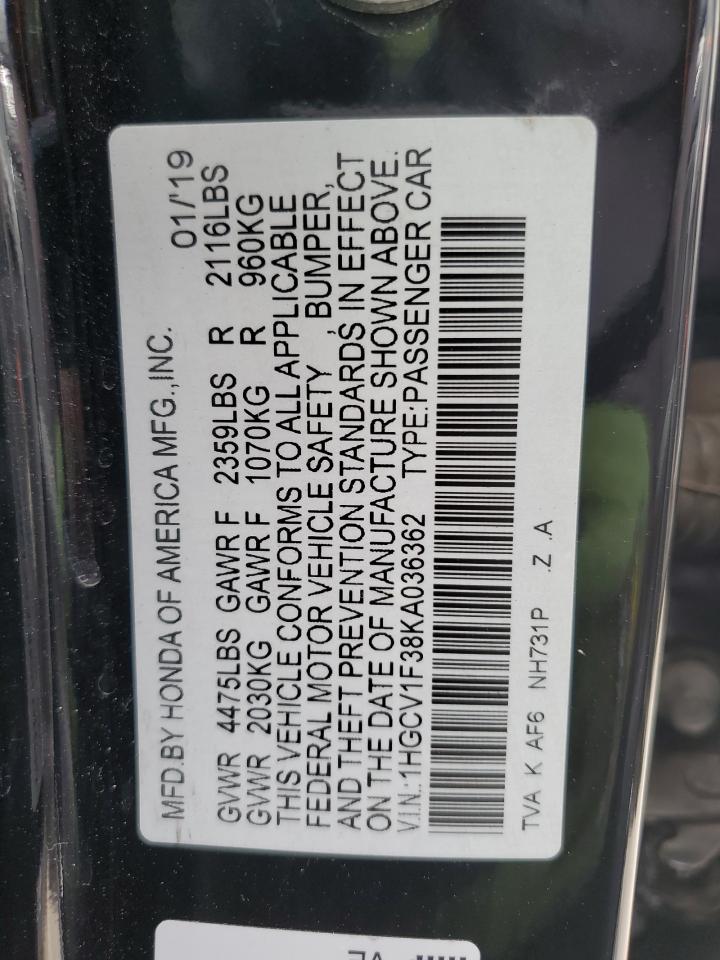 MFD.BY HONDA OF AMERICA MFG.,INC. 01/'19
GVWR 4475LBS GAWR F 2359LBS R 2116LBS
GVWR 2030KG GAWR F 1070KG R 960KG
THIS VEHICLE CONFORMS TO ALL APPLICABLE
FEDERAL MOTOR VEHICLE SAFETY , BUMPER,
AND THEFT PREVENTION STANDARDS IN EFFECT
ON THE DATE OF MANUFACTURE SHOWN ABOVE.
V.I.N.:1HGCV1F38KA036362 TYPE:PASSENGER CAR
TVA K AF6 NH731P .Z .A